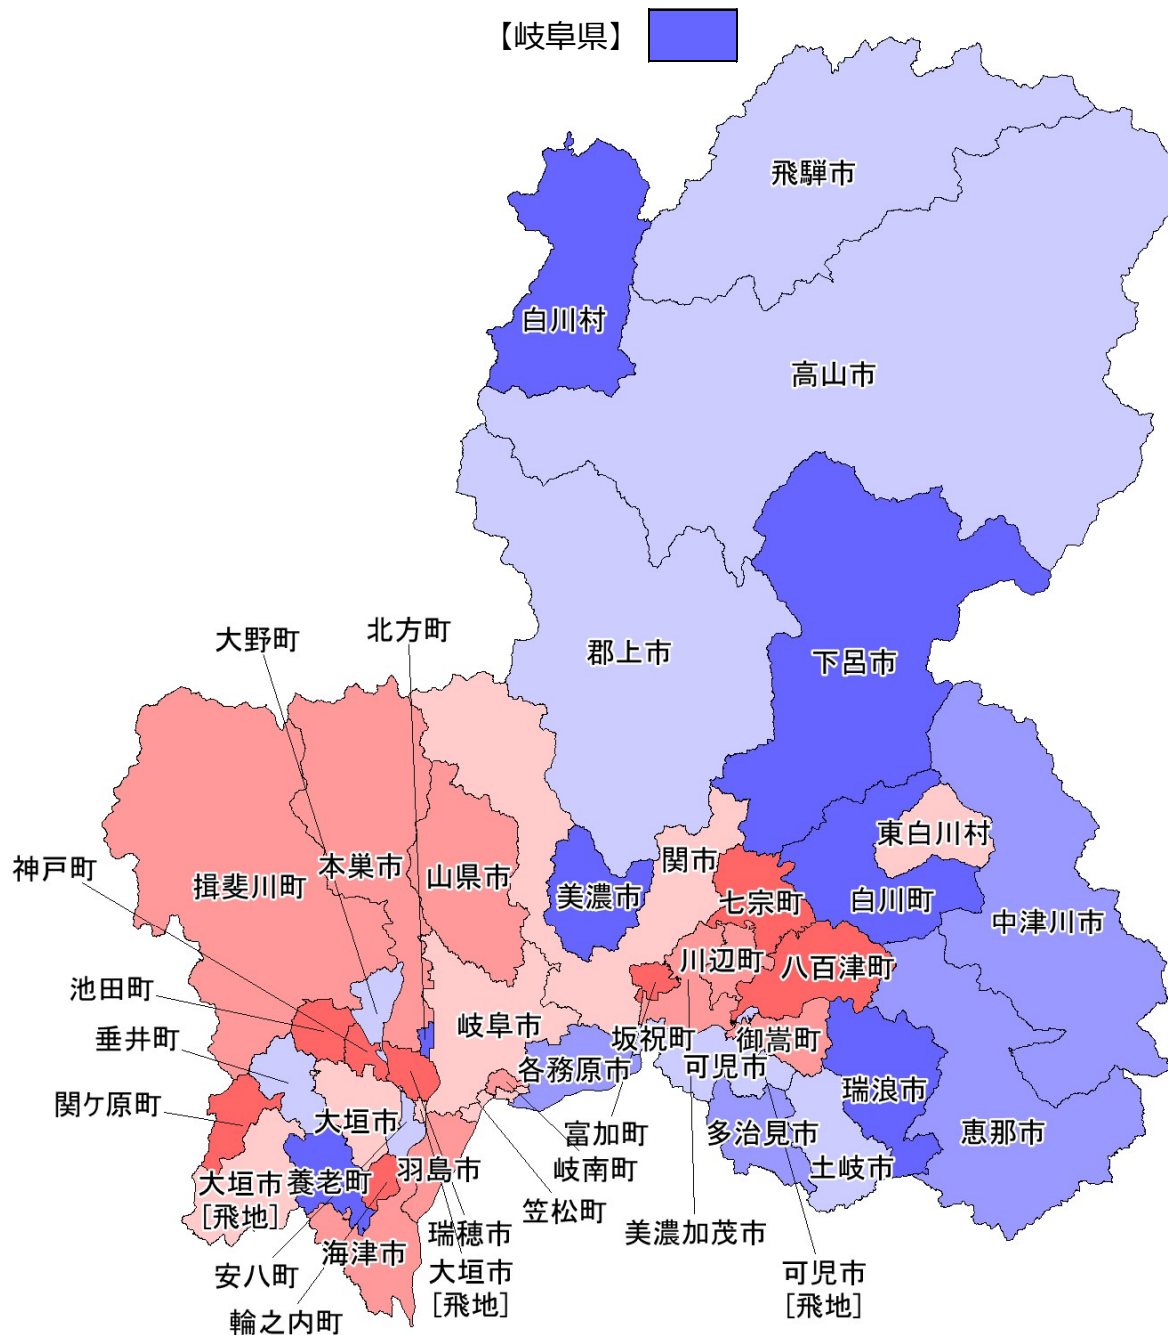 【岐阜県】
飛騨市
白川村
高山市
北方町
大野町
郡上市
下呂市
東白川村
神戸町
本巣市
関市
揖斐川町
山県市
美濃市
七宗町
白川町
中津川市
川辺町
八百津町
池田町
岐阜市
垂井町
坂祝町
御嵩町
各務原市
可児市
瑞浪市
関ケ原町
大垣市
富加町
多治見市
恵那市
羽島市
岐南町
土岐市
大垣市
[飛地]
養老町
笠松町
瑞穂市
美濃加茂市
海津市
安八町
大垣市
[飛地]
可児市
[飛地]
輪之内町